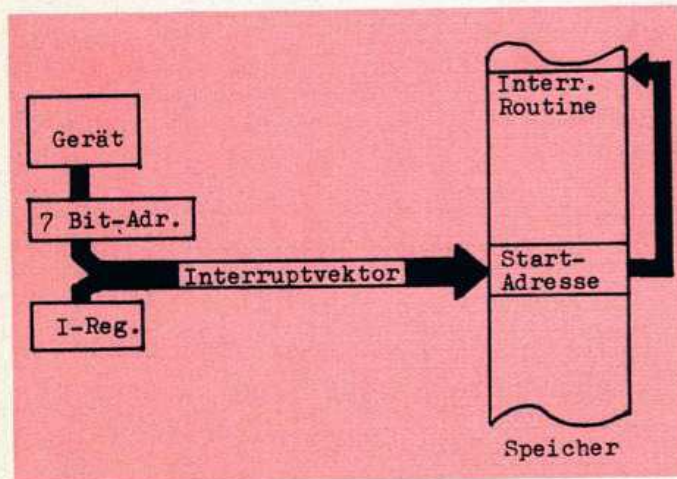 Gerät
7 Bit-Adr.
I-Reg.
Interruptvektor
Interr.
Routine
Start-
Adresse
Speicher